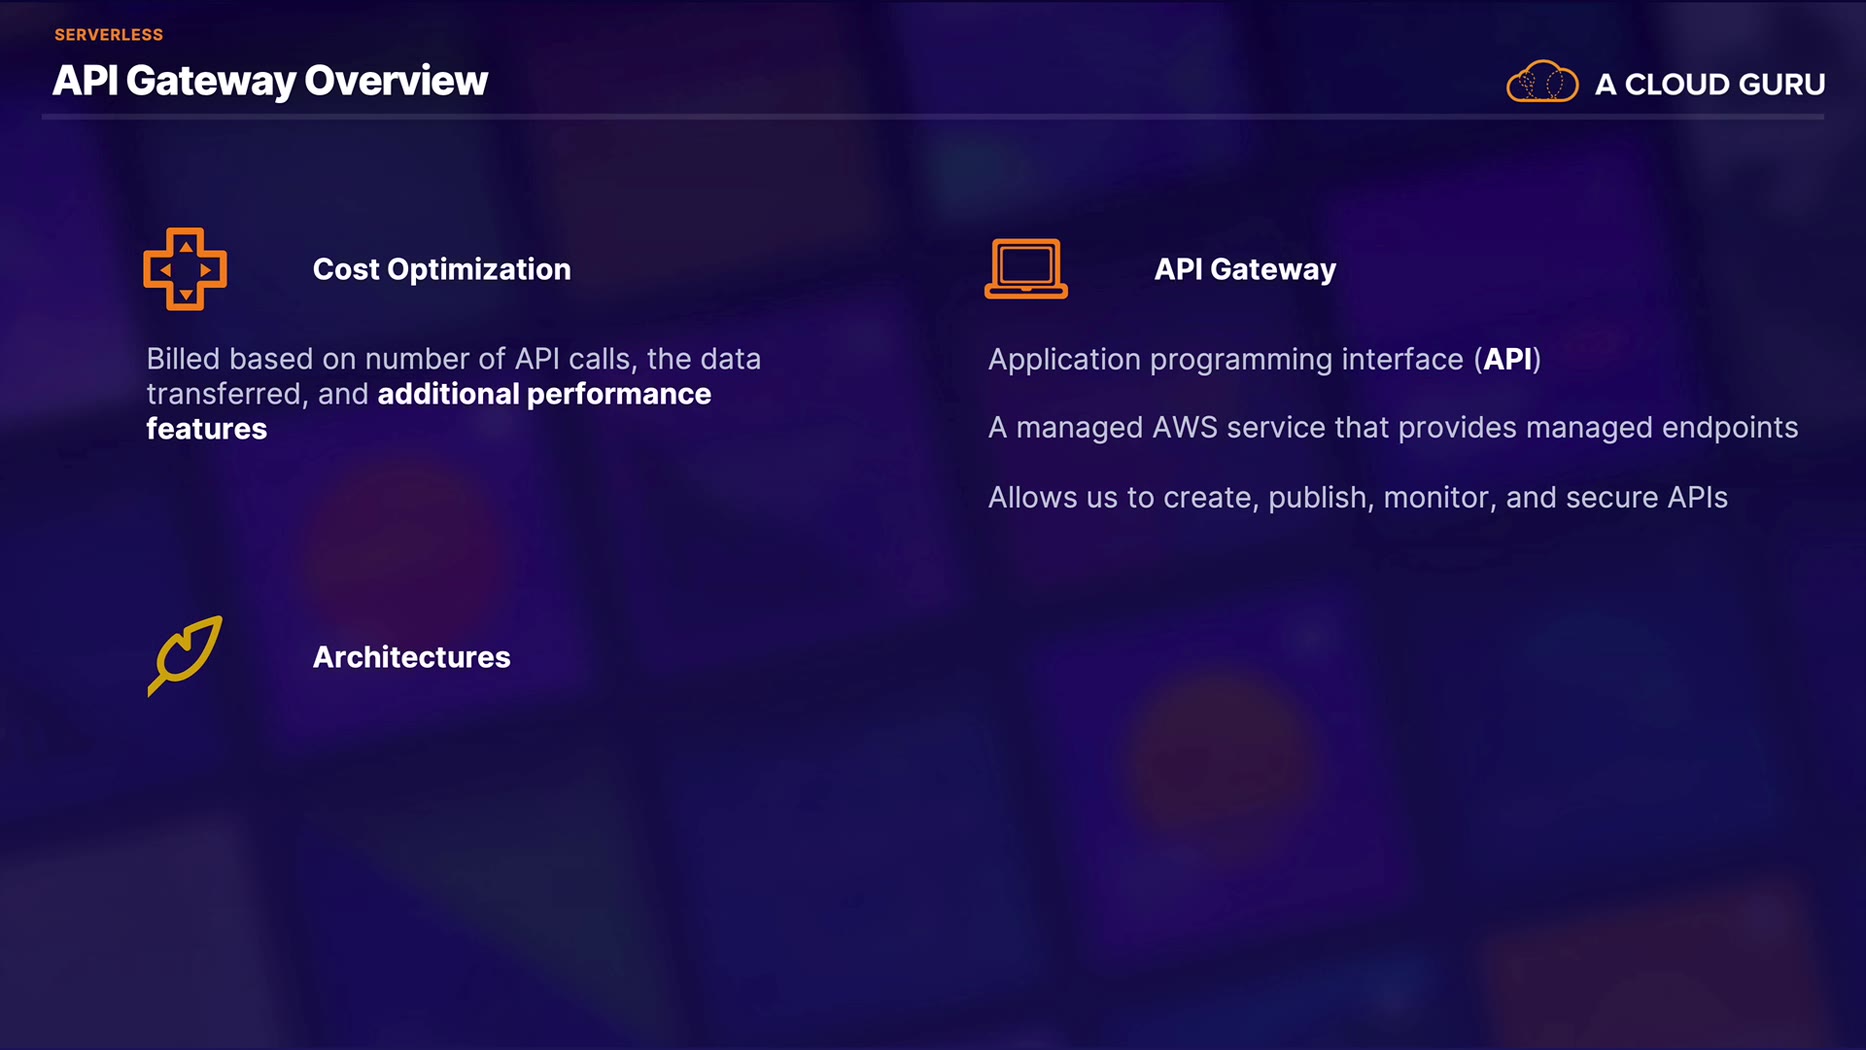 SERVERLESS
API Gateway Overview
A CLOUD GURU
Cost Optimization
Billed based on number of API calls, the data
transferred, and additional performance
features
API Gateway
Application programming interface (API)
A managed AWS service that provides managed endpoints
Allows us to create, publish, monitor, and secure APIs
Architectures